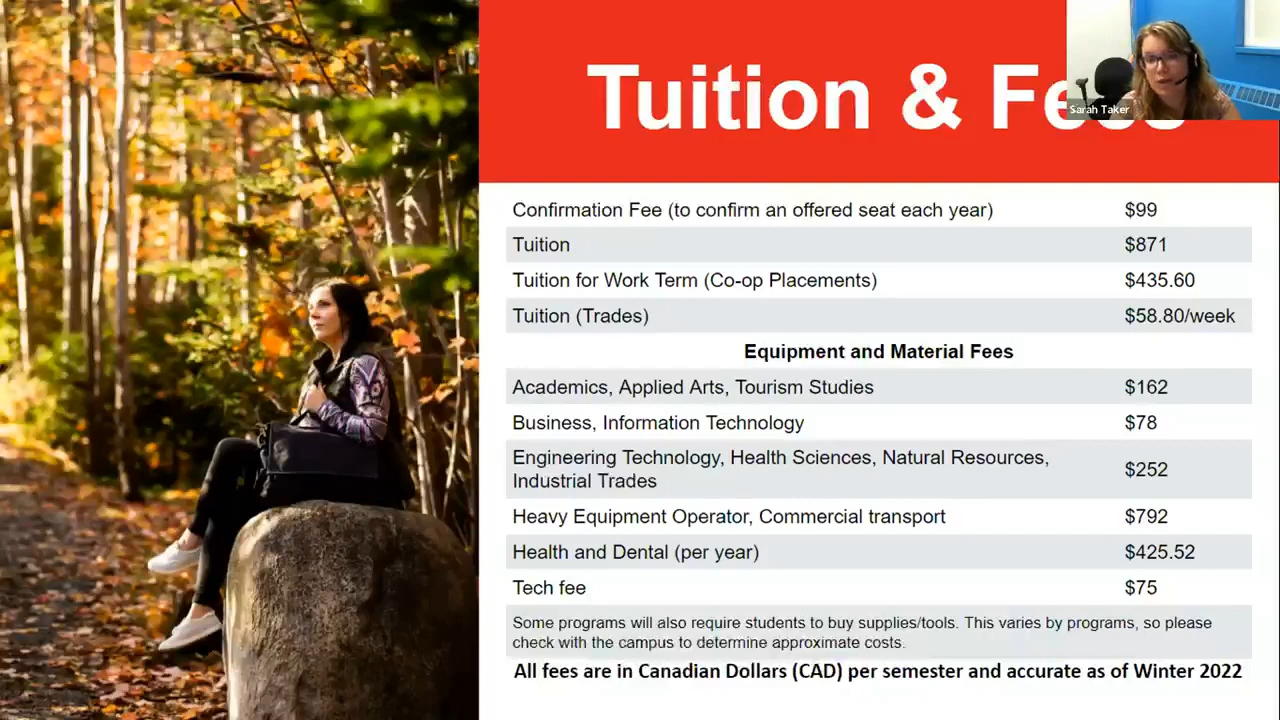 Tuition & Fees
Sarah Taker
Confirmation Fee (to confirm an offered seat each year) $99
Tuition $871
Tuition for Work Term (Co-op Placements) $435.60
Tuition (Trades) $58.80/week
Equipment and Material Fees
Academics, Applied Arts, Tourism Studies $162
Business, Information Technology $78
Engineering Technology, Health Sciences, Natural Resources,
Industrial Trades $252
Heavy Equipment Operator, Commercial transport $792
Health and Dental (per year) $425.52
Tech fee $75
Some programs will also require students to buy supplies/tools. This varies by programs, so please
check with the campus to determine approximate costs.
All fees are in Canadian Dollars (CAD) per semester and accurate as of Winter 2022